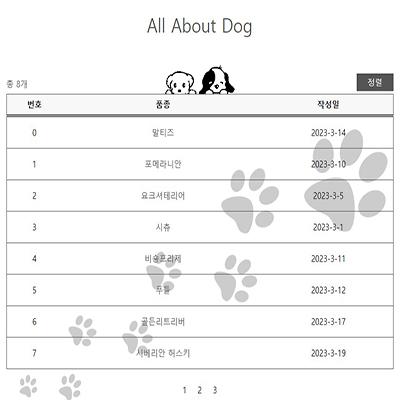 All About Dog
총 8개
정렬
번호 품종 작성일
0 말티즈 2023-3-14
1 포메라니안 2023-3-10
2 요크셔테리어 2023-3-5
3 시츄 2023-3-1
4 비숑프리제 2023-3-11
5 푸들 2023-3-12
6 골든리트리버 2023-3-17
7 시베리안 허스키 2023-3-19
1 2 3